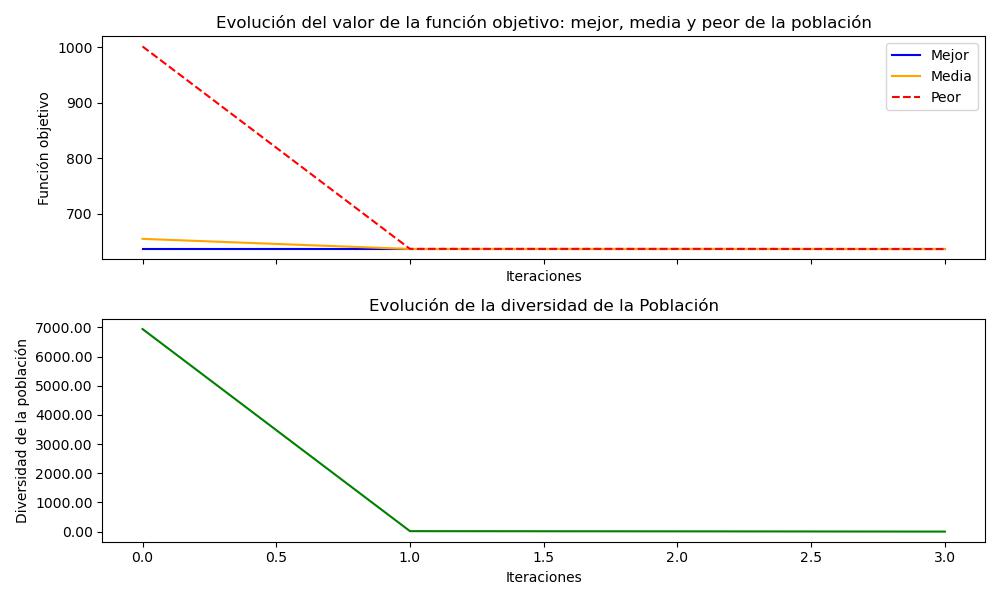 Evolución del valor de la función objetivo: mejor, media y peor de la población
1000
900
800
700
Función objetivo
Mejor
Media
Peor
Iteraciones
Evolución de la diversidad de la Población
7000.00
6000.00
5000.00
4000.00
3000.00
2000.00
1000.00
0.00
Diversidad de la población
0.0 0.5 1.0 1.5 2.0 2.5 3.0
Iteraciones